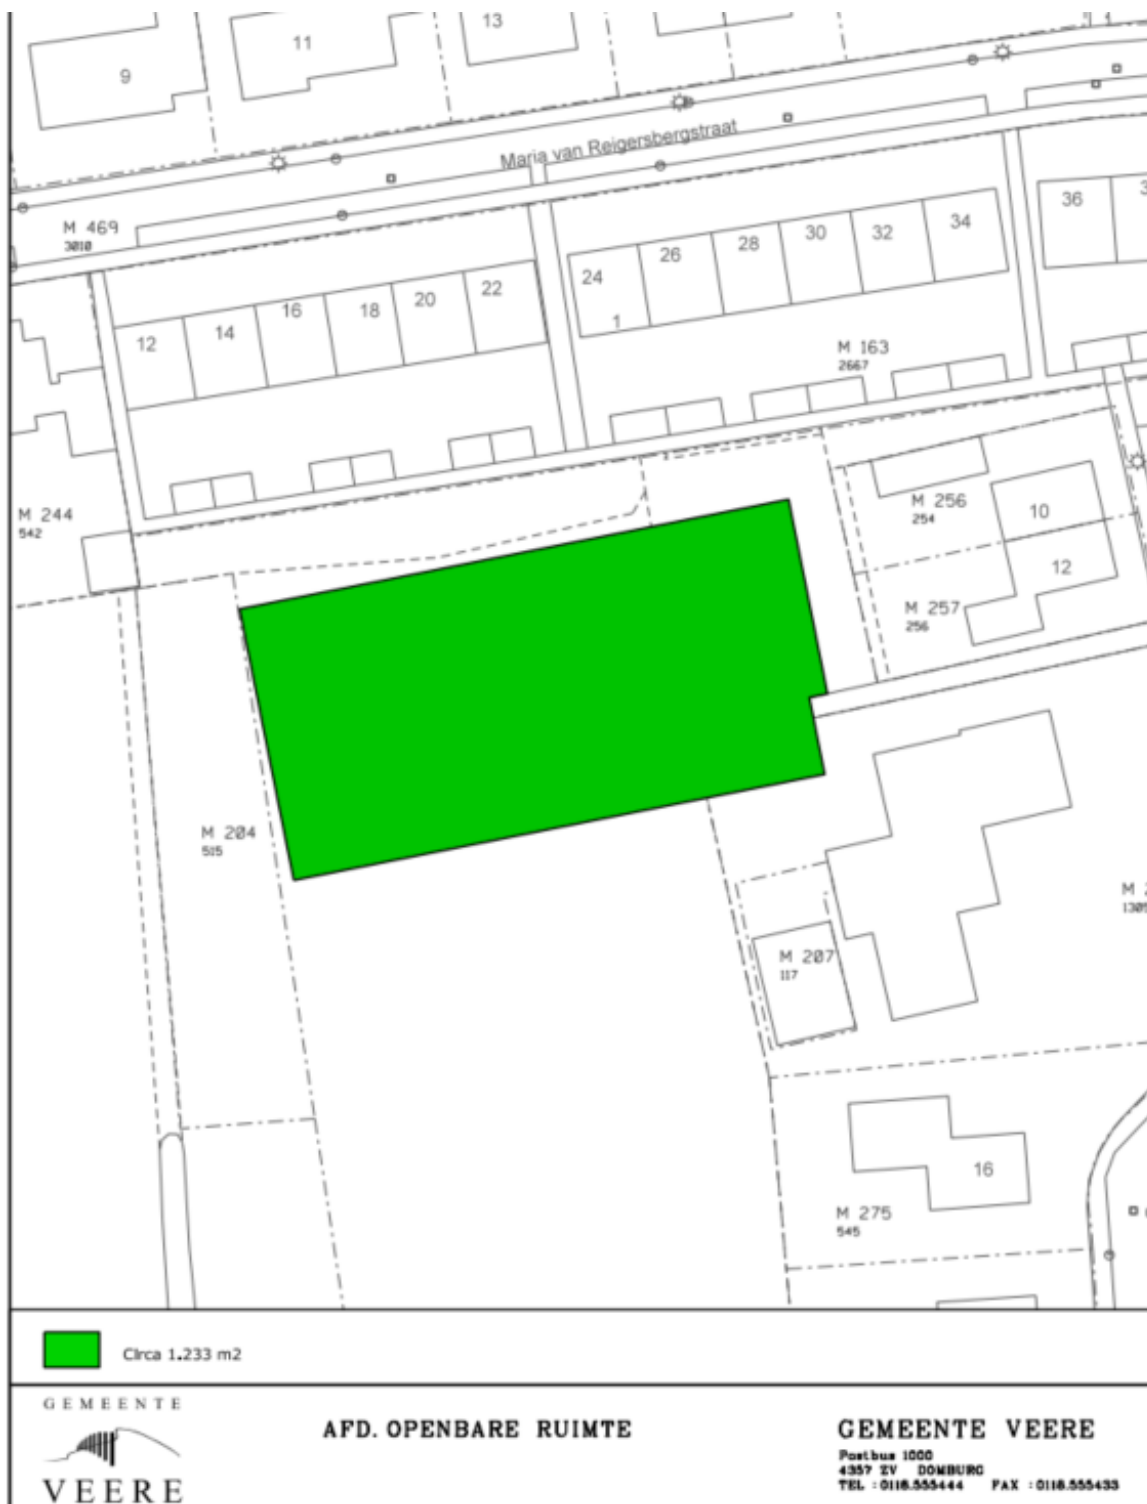 13
11
9
Maria van Reigersbergstraat
M 469
3010
36
34
32
30
28
26
24
1
22
20
18
16
14
12
M 163
2667
M 244
542
M 256
254
10
12
M 257
256
M 204
515
M 207
117
16
M 275
545
Circa 1.233 m2
GEMEENTE
VEERE
AFD. OPENBARE RUIMTE
GEMEENTE VEERE
Postbus 1000
4357 ZV DOMBURG
TEL : 0118.555444 FAX : 0118.555433